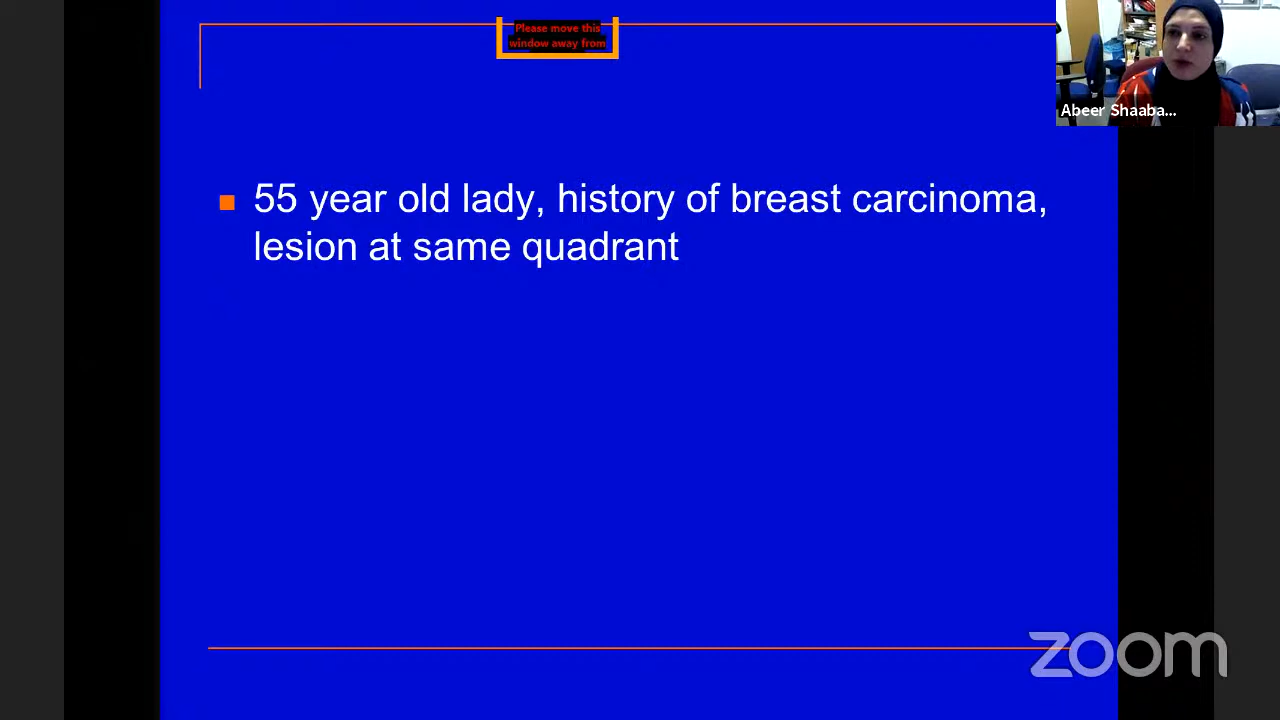 Please move this
window away from
Abeer Shaaba...
55 year old lady, history of breast carcinoma,
lesion at same quadrant
zoom